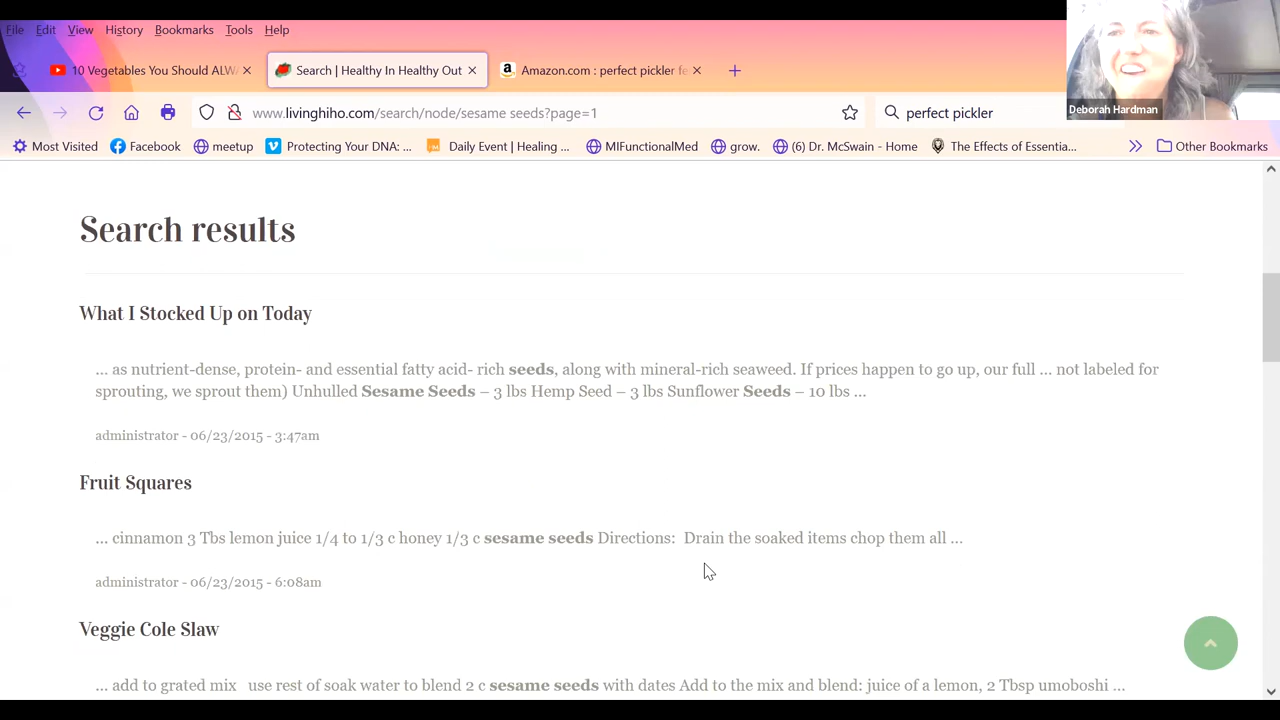 File Edit View History Bookmarks Tools Help
10 Vegetables You Should ALW
Search | Healthy In Healthy Out
Amazon.com : perfect pickler fe
Deborah Hardman
www.livinghiho.com/search/node/sesame seeds?page=1
perfect pickler
Most Visited Facebook meetup Protecting Your DNA: ... Daily Event | Healing ... MIFunctionalMed grow. (6) Dr. McSwain - Home The Effects of Essentia... Other Bookmarks
Search results
What I Stocked Up on Today
... as nutrient-dense, protein- and essential fatty acid- rich seeds, along with mineral-rich seaweed. If prices happen to go up, our full ... not labeled for
sprouting, we sprout them) Unhulled Sesame Seeds – 3 lbs Hemp Seed – 3 lbs Sunflower Seeds – 10 lbs ...
administrator - 06/23/2015 - 3:47am
Fruit Squares
... cinnamon 3 Tbs lemon juice 1/4 to 1/3 c honey 1/3 c sesame seeds Directions: Drain the soaked items chop them all ...
administrator - 06/23/2015 - 6:08am
Veggie Cole Slaw
... add to grated mix use rest of soak water to blend 2 c sesame seeds with dates Add to the mix and blend: juice of a lemon, 2 Tbsp umoboshi ...